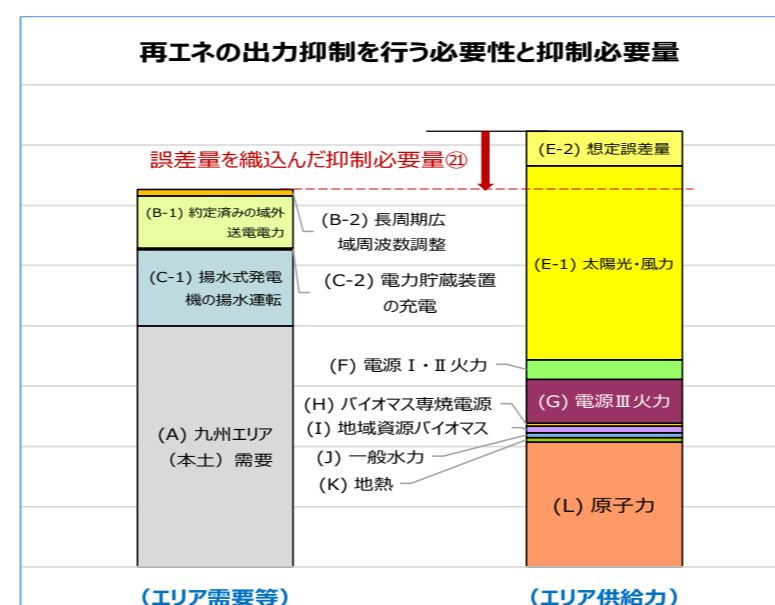 再エネの出力抑制を行う必要性と抑制必要量
誤差量を織込んだ抑制必要量㉑
(B-1) 約定済みの域外
送電電力
(B-2) 長周期広
域周波数調整
(C-1) 揚水式発電
機の揚水運転
(C-2) 電力貯蔵装置
の充電
(A) 九州エリア
（本土）需要
(E-2) 想定誤差量
(E-1) 太陽光・風力
(F) 電源Ⅰ・Ⅱ火力
(G) 電源Ⅲ火力
(H) バイオマス専焼電源
(I) 地域資源バイオマス
(J) 一般水力
(K) 地熱
(L) 原子力
（エリア需要等）
（エリア供給力）